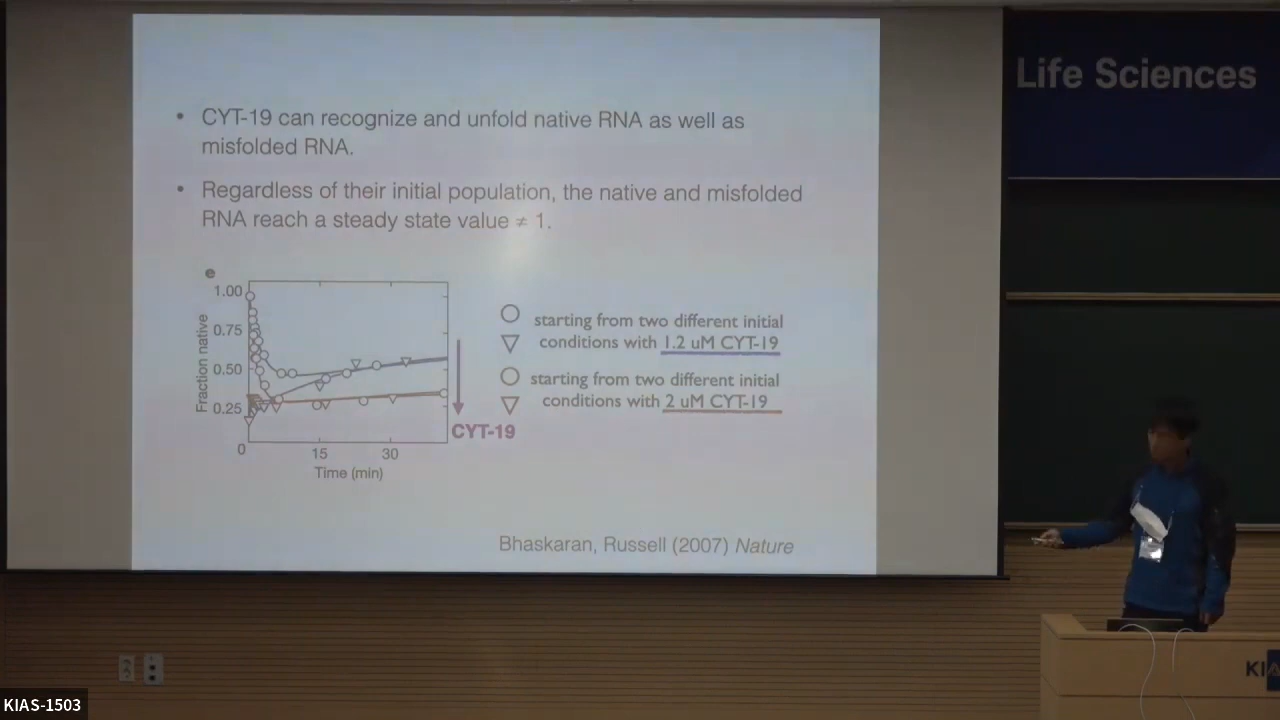 Life Sciences
• CYT-19 can recognize and unfold native RNA as well as
misfolded RNA.
• Regardless of their initial population, the native and misfolded
RNA reach a steady state value ≠ 1.
e
1.00
0.75
0.50
0.25
0
Fraction native
15
30
Time (min)
CYT-19
starting from two different initial
conditions with 1.2 uM CYT-19
starting from two different initial
conditions with 2 uM CYT-19
Bhaskaran, Russell (2007) Nature
KIA
KIAS-1503